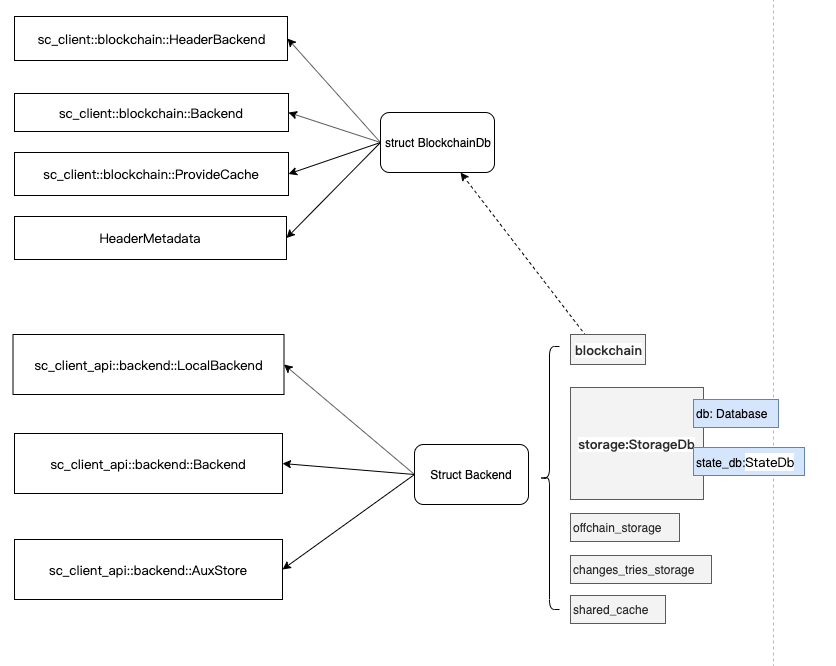 sc_client::blockchain::HeaderBackend
sc_client::blockchain::Backend
struct BlockchainDb
sc_client::blockchain::ProvideCache
HeaderMetadata
blockchain
sc_client_api::backend::LocalBackend
db: Database
storage:StorageDb
state_db:StateDb
sc_client_api::backend::Backend
Struct Backend
offchain_storage
sc_client_api::backend::AuxStore
changes_tries_storage
shared_cache